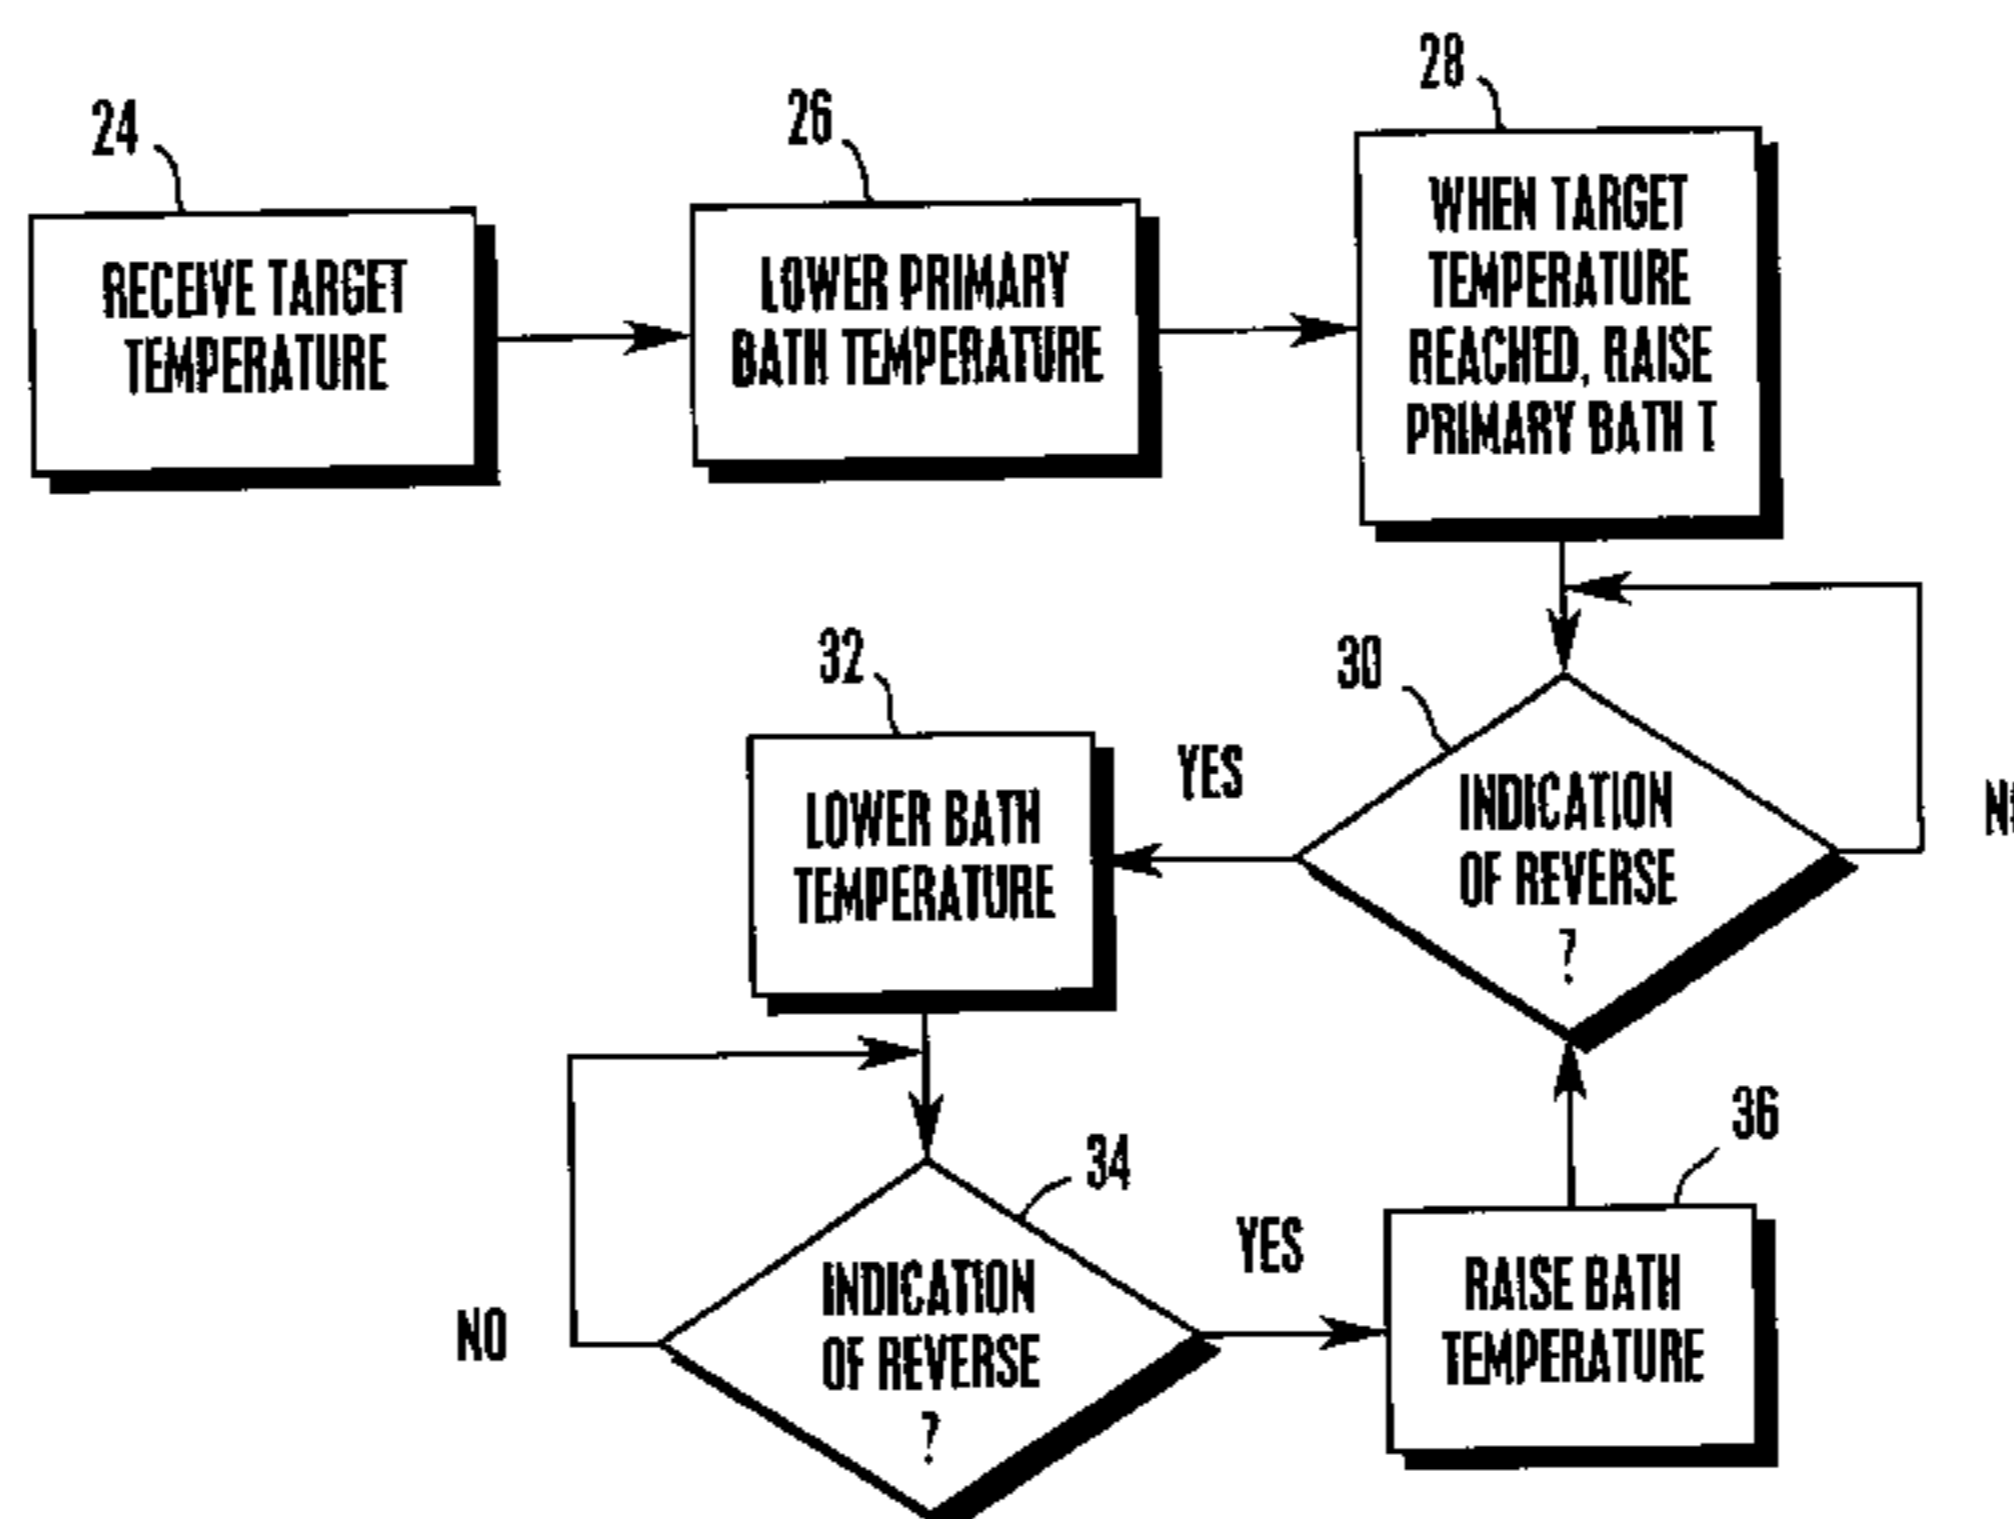 24
RECEIVE TARGET
TEMPERATURE
26
LOWER PRIMARY
BATH TEMPERATURE
28
WHEN TARGET
TEMPERATURE
REACHED, RAISE
PRIMARY BATH T
30
INDICATION
OF REVERSE
?
YES
32
LOWER BATH
TEMPERATURE
34
INDICATION
OF REVERSE
?
NO
YES
36
RAISE BATH
TEMPERATURE